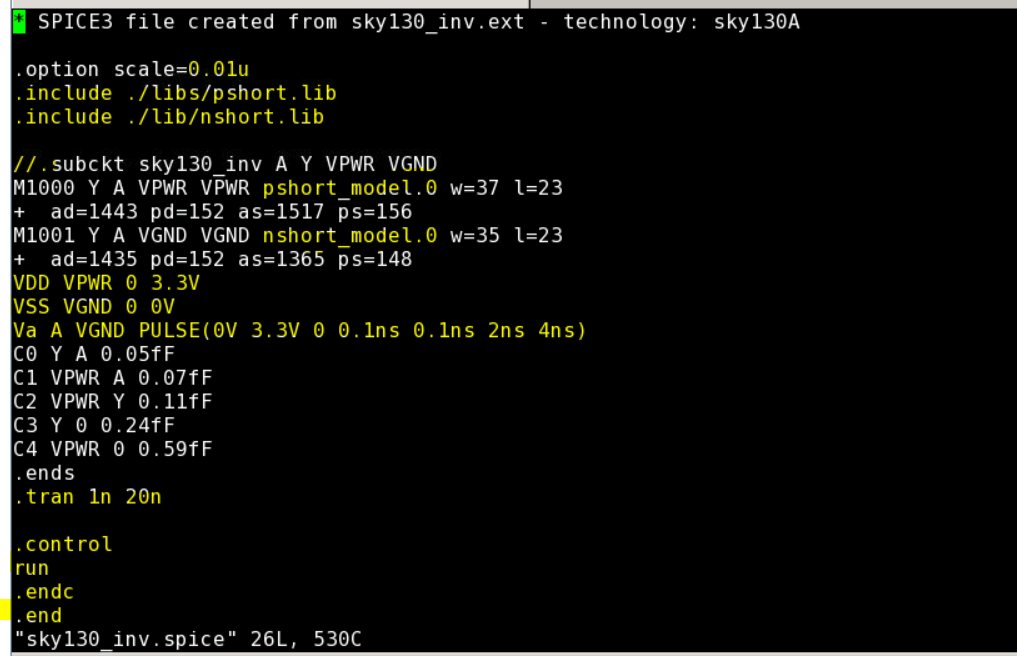 * SPICE3 file created from sky130_inv.ext - technology: sky130A
.option scale=0.01u
.include ./libs/pshort.lib
.include ./lib/nshort.lib
//.subckt sky130_inv A Y VPWR VGND
M1000 Y A VPWR VPWR pshort_model.0 w=37 l=23
+  ad=1443 pd=152 as=1517 ps=156
M1001 Y A VGND VGND nshort_model.0 w=35 l=23
+  ad=1435 pd=152 as=1365 ps=148
VDD VPWR 0 3.3V
VSS VGND 0 0V
Va A VGND PULSE(0V 3.3V 0 0.1ns 0.1ns 2ns 4ns)
C0 Y A 0.05fF
C1 VPWR A 0.07fF
C2 VPWR Y 0.11fF
C3 Y 0 0.24fF
C4 VPWR 0 0.59fF
.ends
.tran 1n 20n
.control
run
.endc
.end
"sky130_inv.spice" 26L, 530C